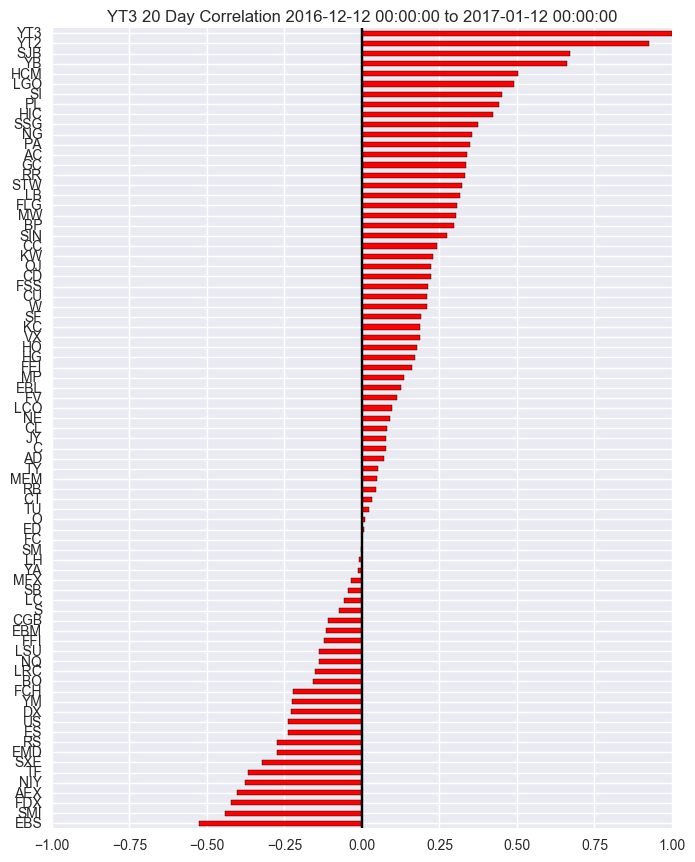 YT3 20 Day Correlation 2016-12-12 00:00:00 to 2017-01-12 00:00:00
YT3
YT2
SJB
YB
HCM
LGO
SI
PL
HIC
SSG
NG
PA
AC
GC
RR
STW
LB
FLG
MW
BP
SIN
CC
KW
OJ
CD
FSS
CU
W
SF
KC
VX
HO
HG
FEI
MP
EBL
FV
LCO
NE
CL
JY
C
AD
TY
MEM
RB
CT
TU
O
ED
FC
SM
LH
YA
MFX
SB
LC
S
CGB
EBM
FFI
LSU
NQ
LRC
BO
FCH
YM
DX
US
ES
RS
EMD
SXE
NIY
AEX
FDX
SMI
EBS
−1.00 −0.75 −0.50 −0.25 0.00 0.25 0.50 0.75 1.00